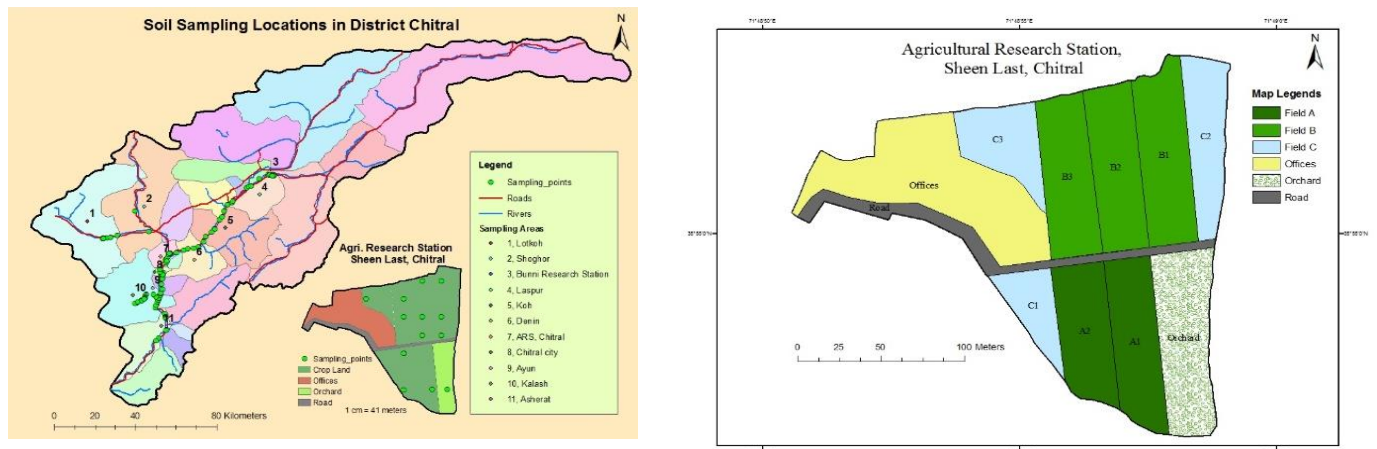 Soil Sampling Locations in District Chitral
N
1
2
3
4
5
6
7
8
9
10
11
Legend
Sampling_points
Roads
Rivers
Sampling Areas
1, Lotkoh
2, Shoghor
3, Bunni Research Station
4, Laspur
5, Koh
6, Denin
7, ARS, Chitral
8, Chitral city
9, Ayun
10, Kalash
11, Asherat
Agri. Research Station
Sheen Last, Chitral
Sampling_points
Crop Land
Offices
Orchard
Road
1 cm = 41 meters
0 20 40 80 Kilometers
Agricultural Research Station,
Sheen Last, Chitral
N
Map Legends
Field A
Field B
Field C
Offices
Orchard
Road
C3
B3
B2
B1
C2
Offices
Road
C1
A2
A1
Orchard
0 25 50 100 Meters